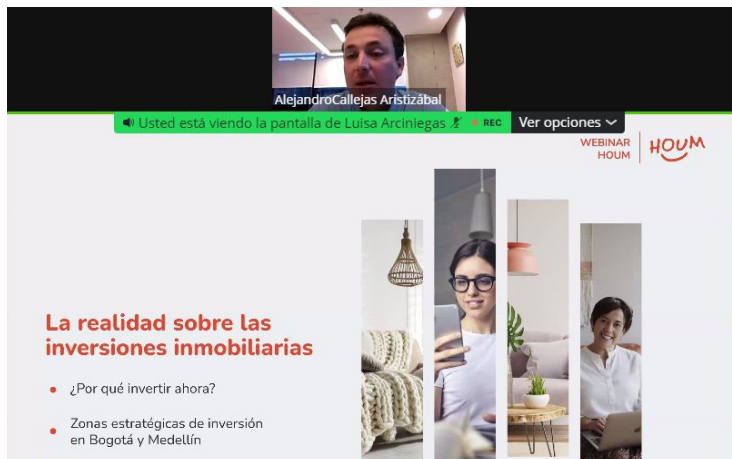 AlejandroCallejas Aristizábal
Usted está viendo la pantalla de Luisa Arciniegas REC Ver opciones
WEBINAR
HOUM
HOUM
La realidad sobre las
inversiones inmobiliarias
¿Por qué invertir ahora?
Zonas estratégicas de inversión
en Bogotá y Medellín